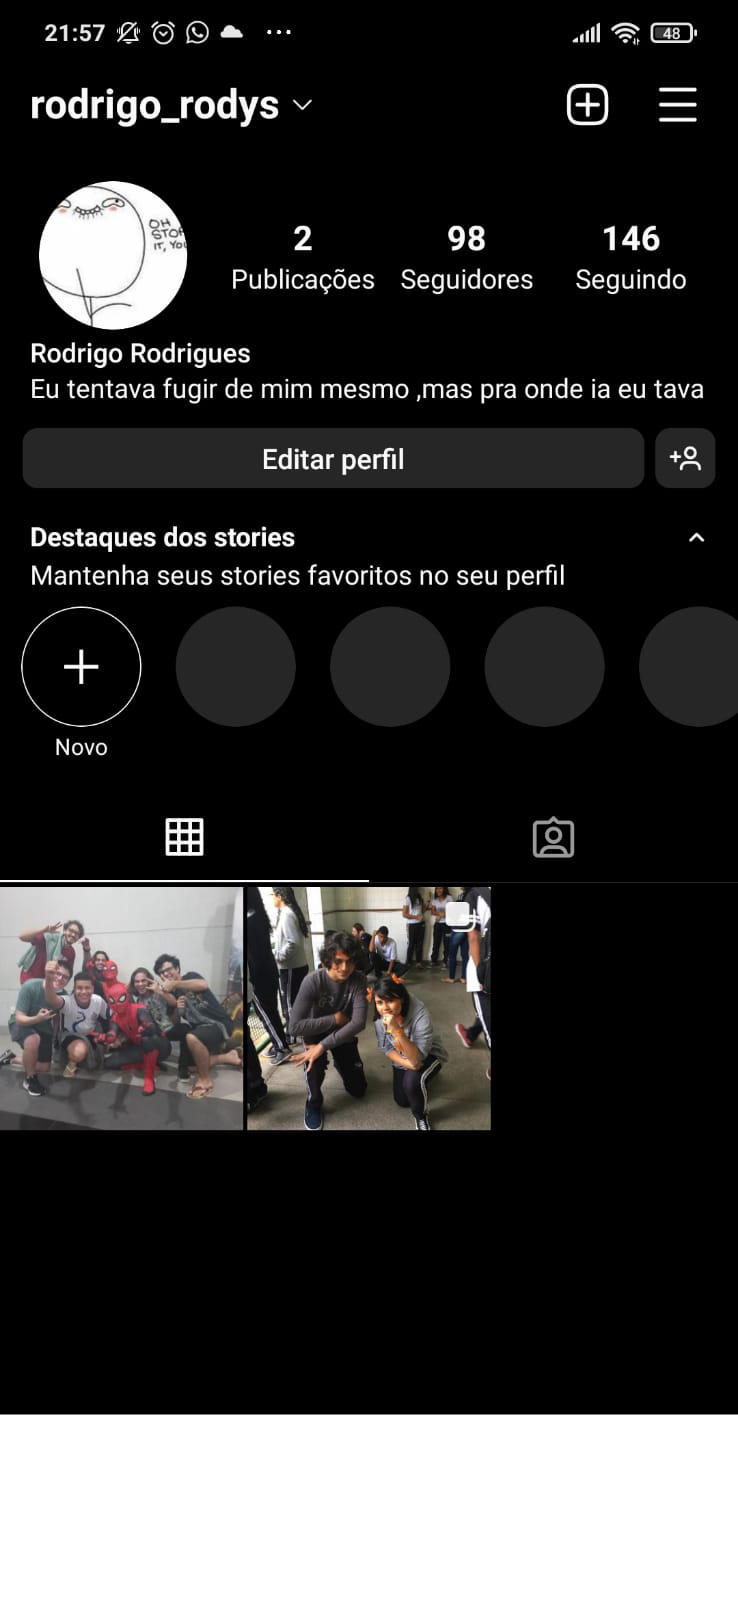 21:57
48
rodrigo_rodys
OH
STOP
IT, YOU
2
98
146
Publicações
Seguidores
Seguindo
Rodrigo Rodrigues
Eu tentava fugir de mim mesmo ,mas pra onde ia eu tava
Editar perfil
Destaques dos stories
Mantenha seus stories favoritos no seu perfil
Novo